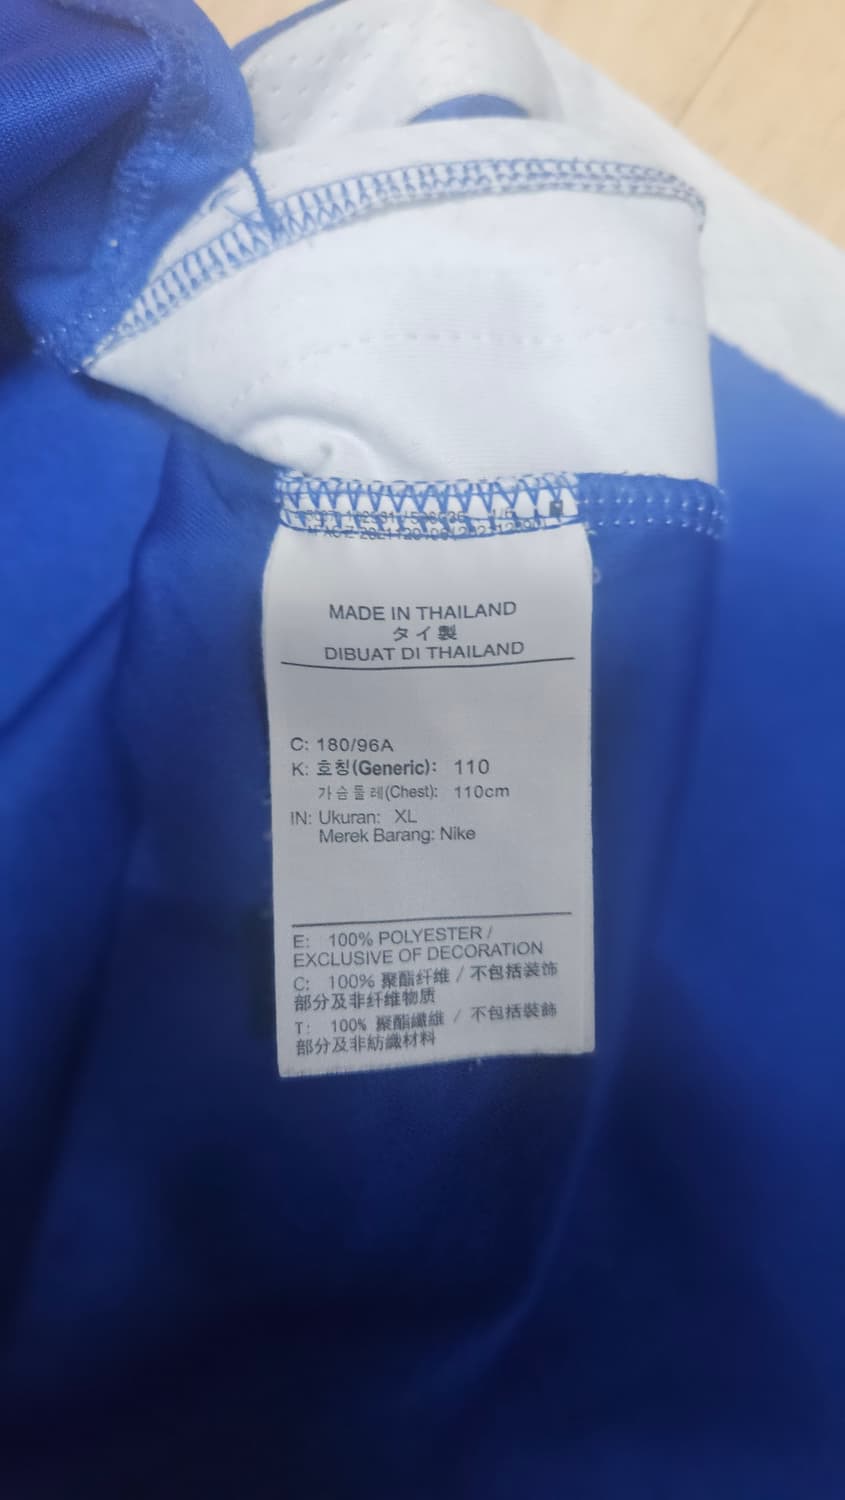 MADE IN THAILAND
タイ製
DIBUAT DI THAILAND
C: 180/96A
K: 호칭(Generic): 110
가슴둘레(Chest): 110cm
IN: Ukuran: XL
Merek Barang: Nike
E: 100% POLYESTER /
EXCLUSIVE OF DECORATION
C: 100% 聚酯纤维 / 不包括装饰
部分及非纤维物质
T: 100% 聚酯纖維 / 不包括裝飾
部分及非紡織材料